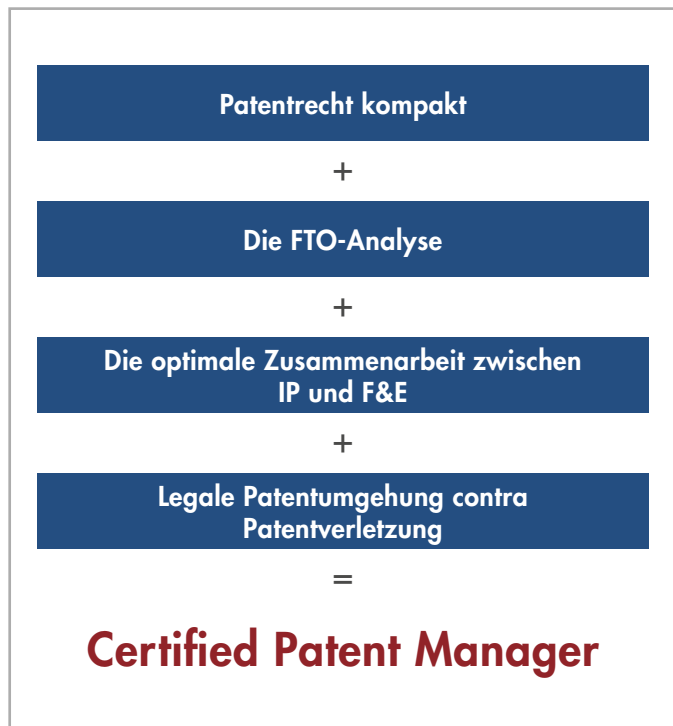 Patentrecht kompakt
+
Die FTO-Analyse
+
Die optimale Zusammenarbeit zwischen
IP und F&E
+
Legale Patentumgehung contra
Patentverletzung
=
Certified Patent Manager